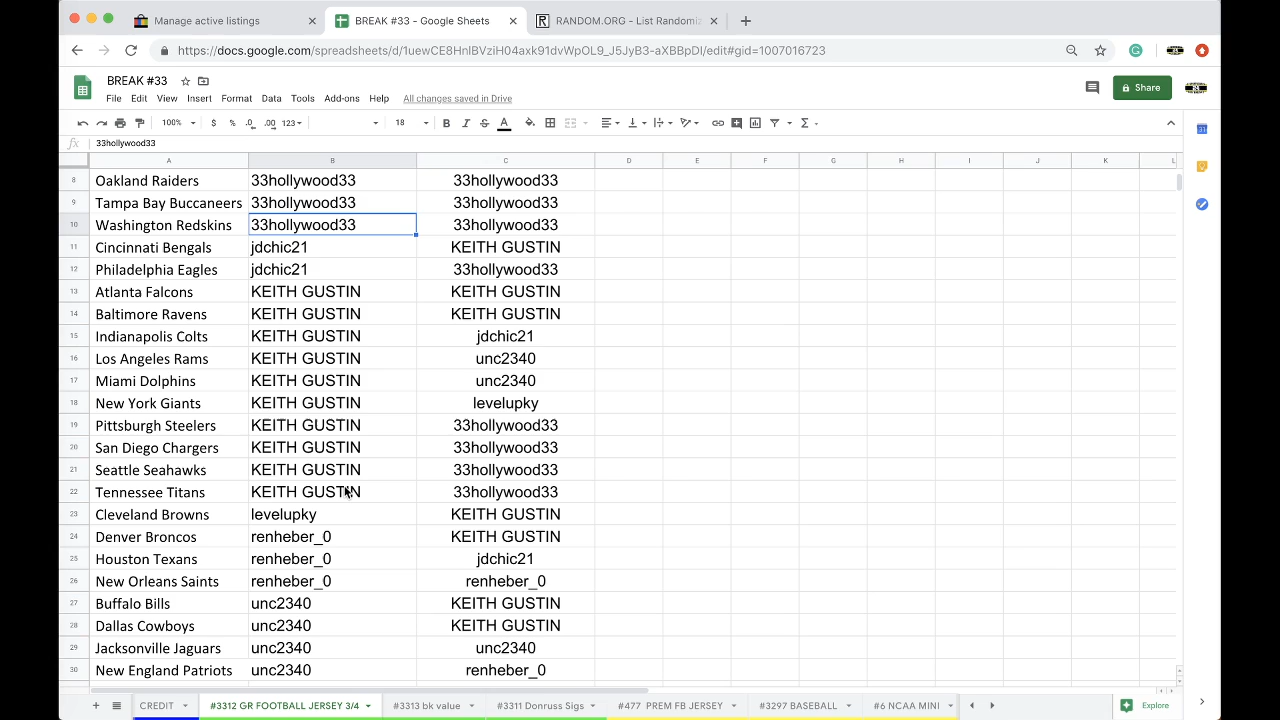 Manage active listings
BREAK #33 - Google Sheets
RANDOM.ORG - List Randomi
https://docs.google.com/spreadsheets/d/1uewCE8HnlBVziH04axk91dvWpOL9_J5JyB3-aXBBpDI/edit#gid=1007016723
BREAK #33
File Edit View Insert Format Data Tools Add-ons Help All changes saved in Drive
Share
100% $ % .0 .00 123 18 B I S A
fx 33hollywood33
A B C D E F G H I J K L
8 Oakland Raiders 33hollywood33 33hollywood33
9 Tampa Bay Buccaneers 33hollywood33 33hollywood33
10 Washington Redskins 33hollywood33 33hollywood33
11 Cincinnati Bengals jdchic21 KEITH GUSTIN
12 Philadelphia Eagles jdchic21 33hollywood33
13 Atlanta Falcons KEITH GUSTIN KEITH GUSTIN
14 Baltimore Ravens KEITH GUSTIN KEITH GUSTIN
15 Indianapolis Colts KEITH GUSTIN jdchic21
16 Los Angeles Rams KEITH GUSTIN unc2340
17 Miami Dolphins KEITH GUSTIN unc2340
18 New York Giants KEITH GUSTIN levelupky
19 Pittsburgh Steelers KEITH GUSTIN 33hollywood33
20 San Diego Chargers KEITH GUSTIN 33hollywood33
21 Seattle Seahawks KEITH GUSTIN 33hollywood33
22 Tennessee Titans KEITH GUSTIN 33hollywood33
23 Cleveland Browns levelupky KEITH GUSTIN
24 Denver Broncos renheber_0 KEITH GUSTIN
25 Houston Texans renheber_0 jdchic21
26 New Orleans Saints renheber_0 renheber_0
27 Buffalo Bills unc2340 KEITH GUSTIN
28 Dallas Cowboys unc2340 KEITH GUSTIN
29 Jacksonville Jaguars unc2340 unc2340
30 New England Patriots unc2340 renheber_0
CREDIT #3312 GR FOOTBALL JERSEY 3/4 #3313 bt value #3311 Donruss Sigs #477 PREM FB JERSEY #3297 BASEBALL #6 NCAA MINI Explore